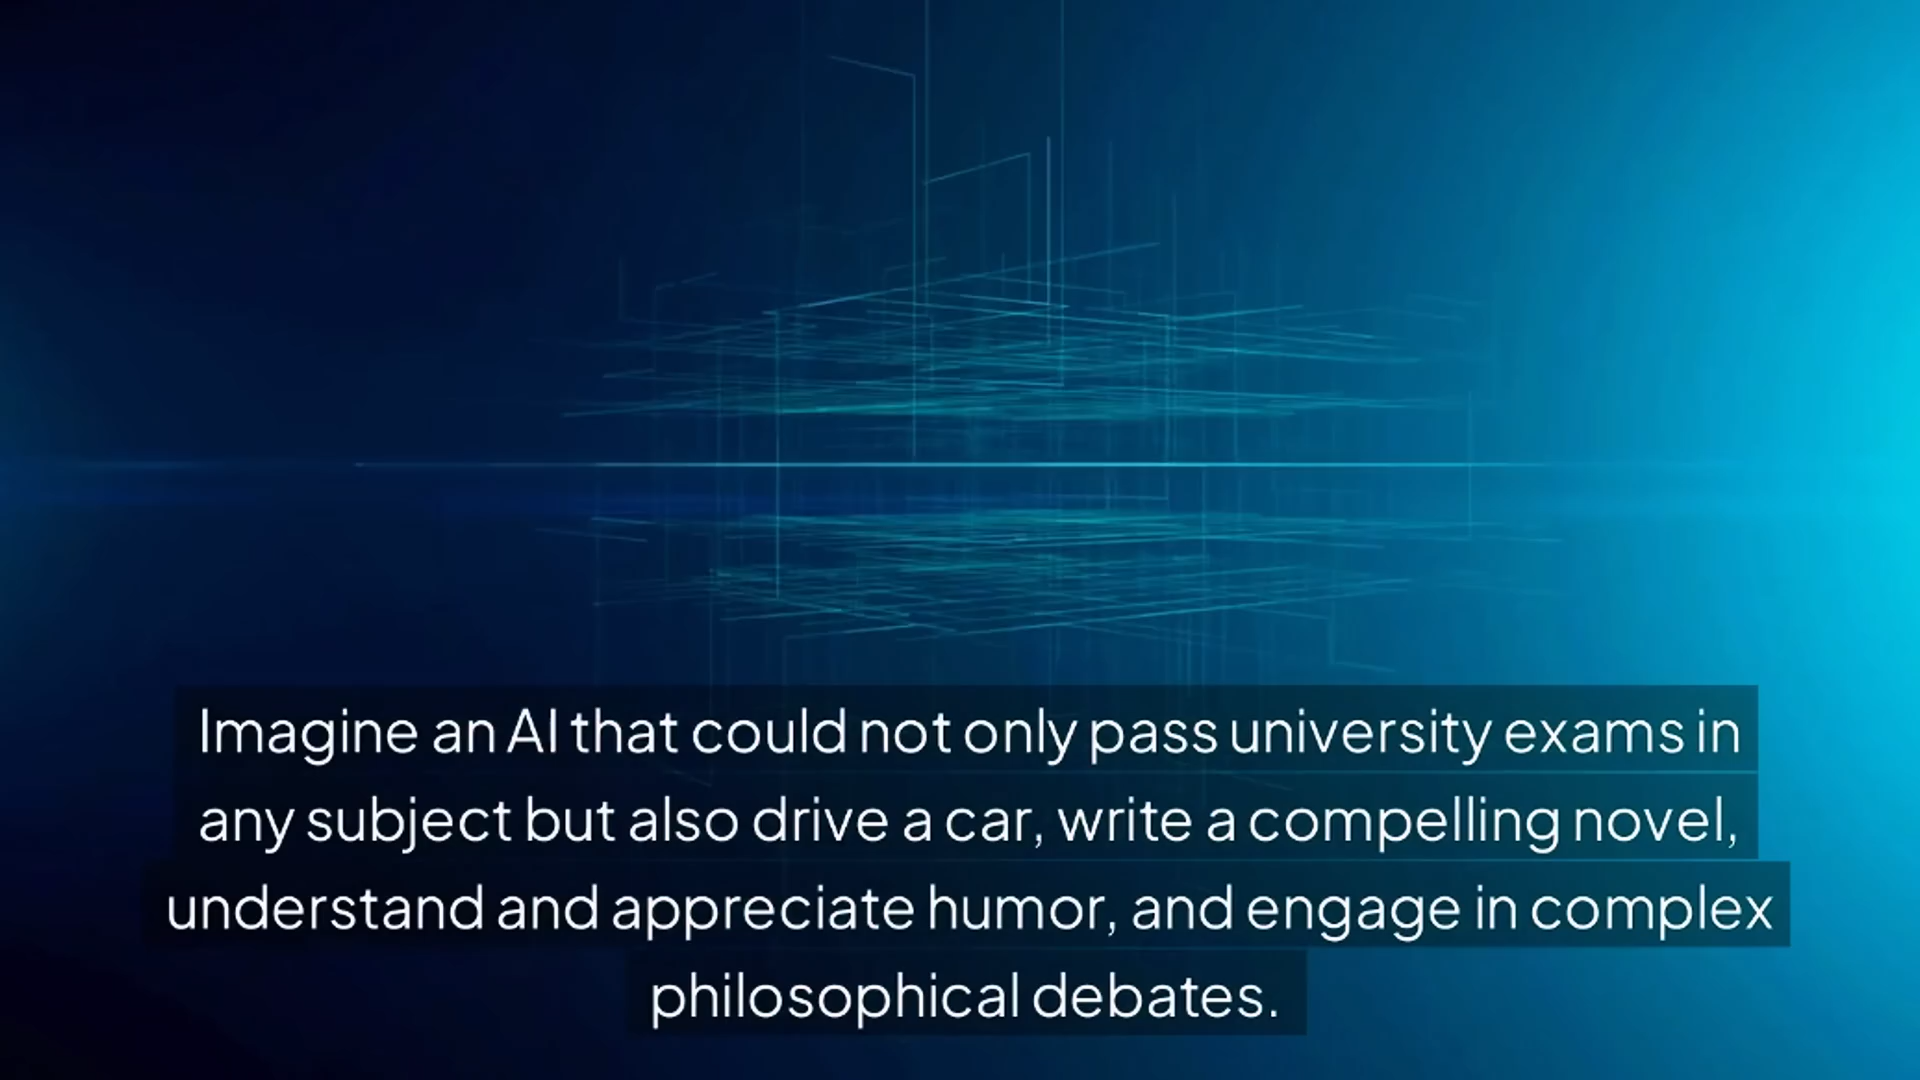 Imagine an AI that could not only pass university exams in
any subject but also drive a car, write a compelling novel,
understand and appreciate humor, and engage in complex
philosophical debates.